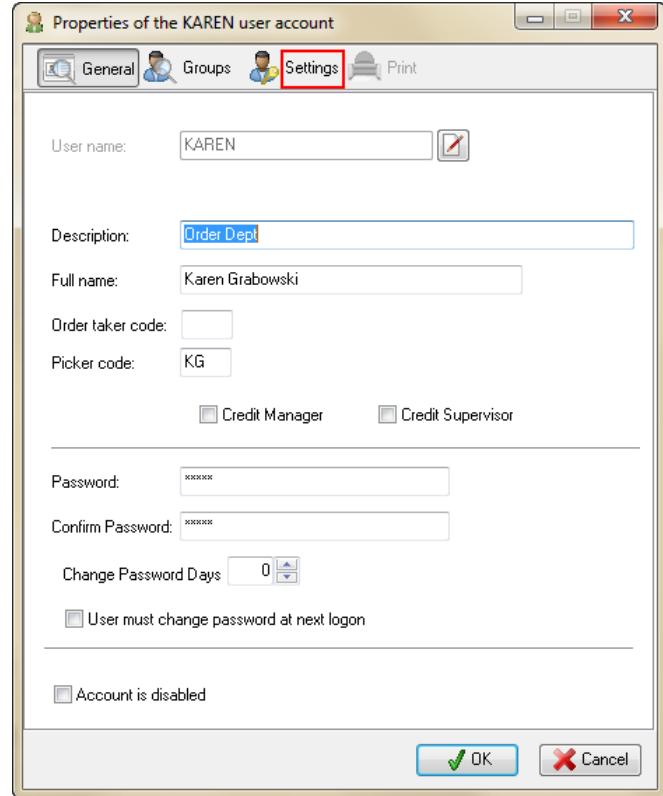 Properties of the KAREN user account
General Groups Settings Print
User name: KAREN
Description: Order Dept
Full name: Karen Grabowski
Order taker code:
Picker code: KG
Credit Manager Credit Supervisor
Password: *****
Confirm Password: *****
Change Password Days 0
User must change password at next logon
Account is disabled
OK Cancel